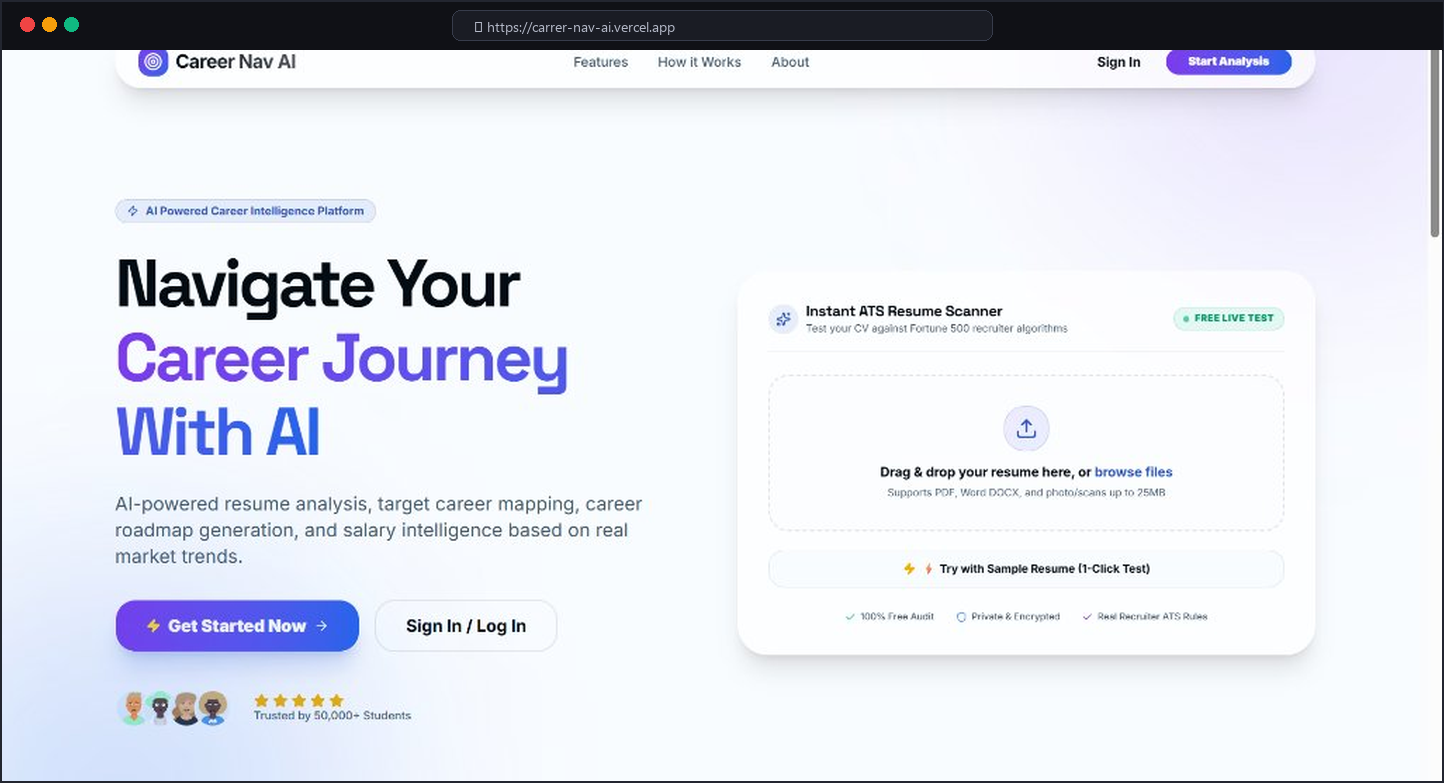 https://carrer-nav-ai.vercel.app
Career Nav AI
Features
How it Works
About
Sign In
Start Analysis
AI Powered Career Intelligence Platform
Navigate Your
Career Journey
With AI
AI-powered resume analysis, target career mapping, career
roadmap generation, and salary intelligence based on real
market trends.
Get Started Now →
Sign In / Log In
Trusted by 50,000+ Students
Instant ATS Resume Scanner
Test your CV against Fortune 500 recruiter algorithms
FREE LIVE TEST
Drag & drop your resume here, or browse files
Supports PDF, Word DOCX, and photo/scans up to 25MB
Try with Sample Resume (1-Click Test)
100% Free Audit
Private & Encrypted
Real Recruiter ATS Rules